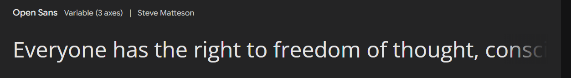 Open Sans Variable (3 axes) | Steve Matteson
Everyone has the right to freedom of thought,